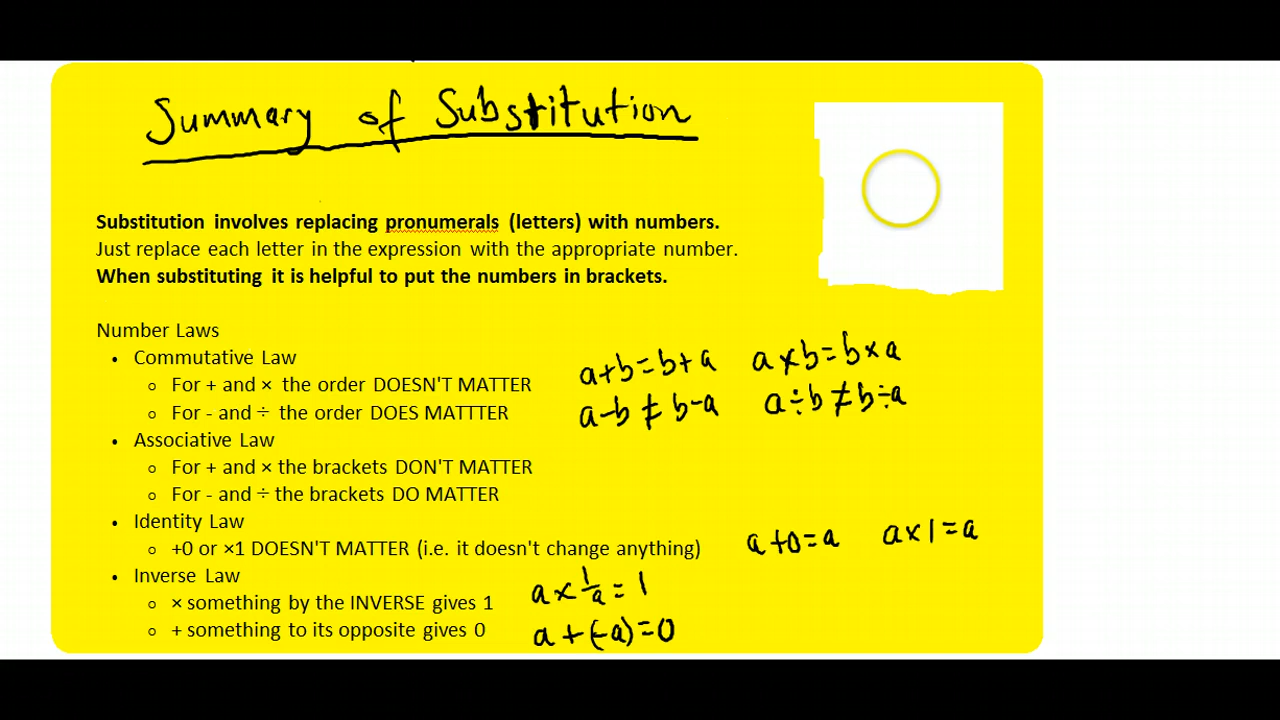 Summary of Substitution
Substitution involves replacing pronumerals (letters) with numbers.
Just replace each letter in the expression with the appropriate number.
When substituting it is helpful to put the numbers in brackets.
Number Laws
• Commutative Law
o For + and × the order DOESN'T MATTER a+b=b+a a×b=b×a
o For - and ÷ the order DOES MATTTER a-b≠b-a a÷b≠b÷a
• Associative Law
o For + and × the brackets DON'T MATTER
o For - and ÷ the brackets DO MATTER
• Identity Law
o +0 or ×1 DOESN'T MATTER (i.e. it doesn't change anything) a+0=a a×1=a
• Inverse Law
o × something by the INVERSE gives 1 a×1/a=1
o + something to its opposite gives 0 a+(-a)=0